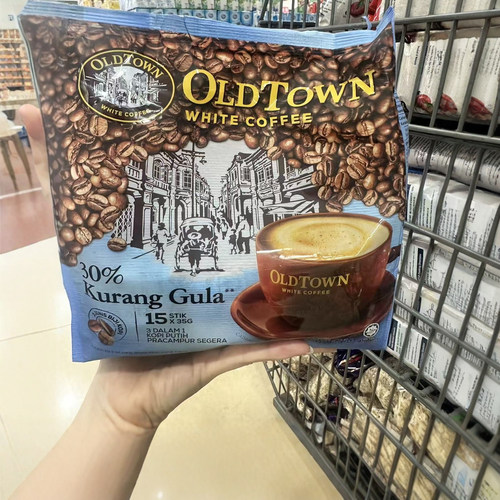 OLDTOWN
WHITE COFFEE
OLDTOWN
WHITE COFFEE
OLDTOWN
WHITE COFFEE
30%
Kurang Gula**
15 STIK
X 35G
3 DALAM 1
KOPI PUTIH
PRACAMPUR SEGERA